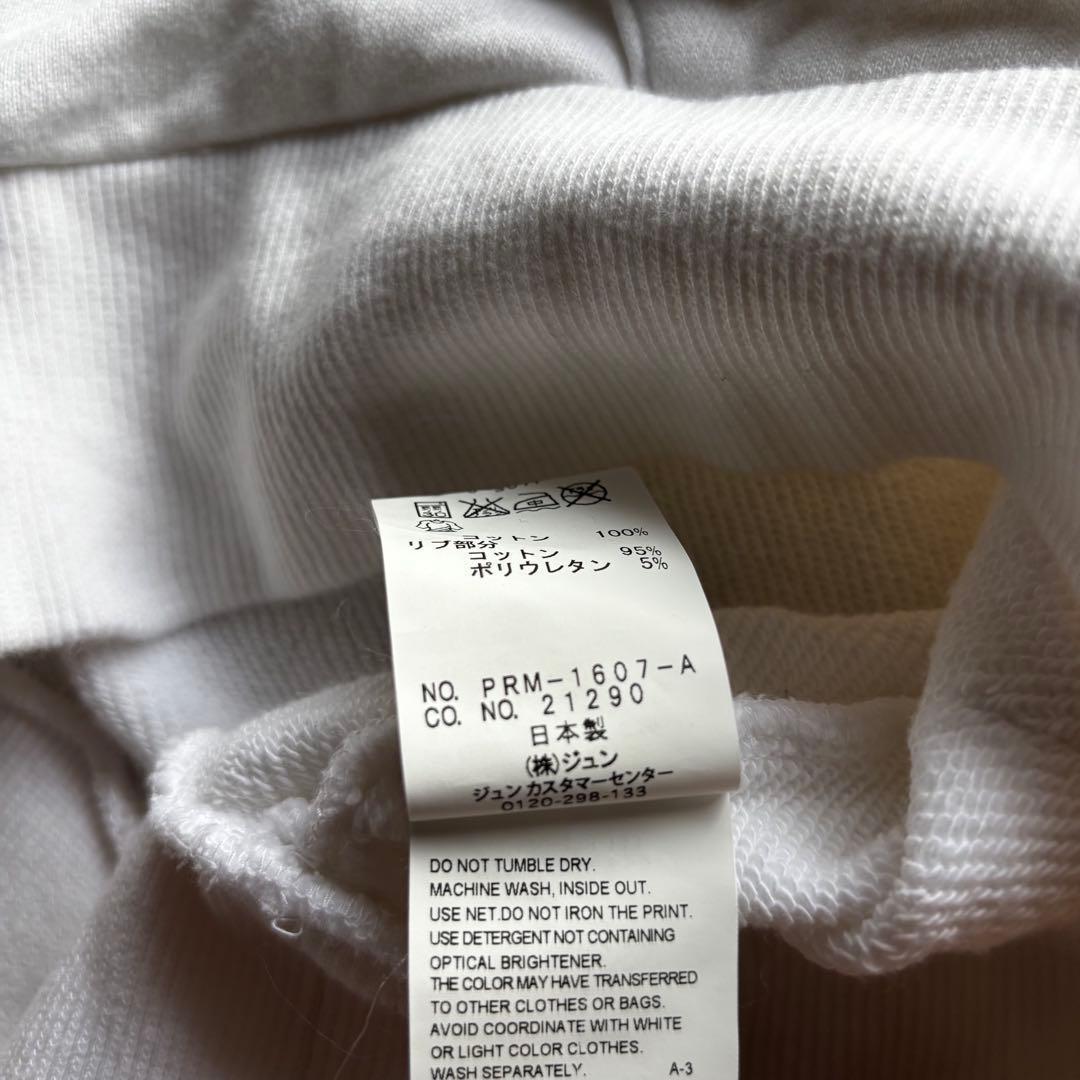 コットン 100%
リブ部分
コットン 95%
ポリウレタン 5%
NO. PRM-1607-A
CO. NO. 21290
日本製
(株)ジュン
ジュン カスタマーセンター
0120-298-133
DO NOT TUMBLE DRY.
MACHINE WASH, INSIDE OUT.
USE NET.DO NOT IRON THE PRINT.
USE DETERGENT NOT CONTAINING
OPTICAL BRIGHTENER.
THE COLOR MAY HAVE TRANSFERRED
TO OTHER CLOTHES OR BAGS.
AVOID COORDINATE WITH WHITE
OR LIGHT COLOR CLOTHES.
WASH SEPARATELY. A-3